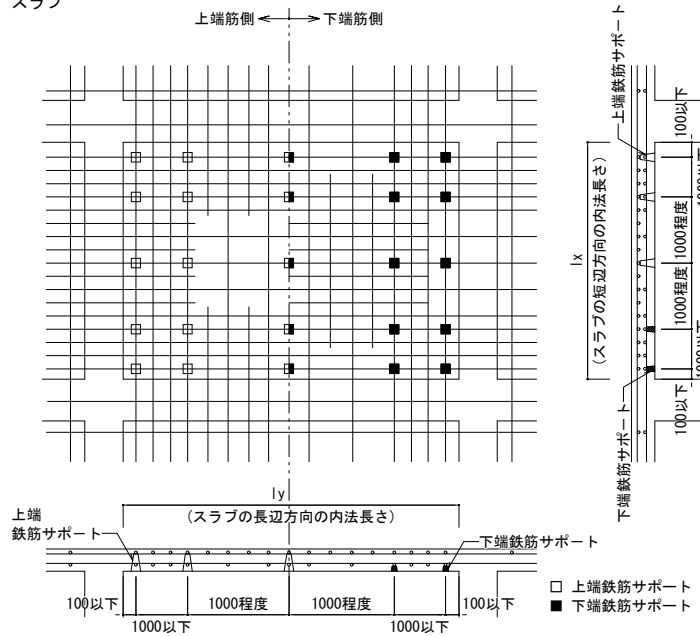 スラブ
上端筋側
下端筋側
上端鉄筋サポート
100以下
1000以下
1000程度
1000程度
1000以下
100以下
lx
(スラブの短辺方向の内法長さ)
下端鉄筋サポート
ly
(スラブの長辺方向の内法長さ)
上端
鉄筋サポート
下端鉄筋サポート
100以下
1000程度
1000程度
100以下
1000以下
1000以下
□ 上端鉄筋サポート
■ 下端鉄筋サポート